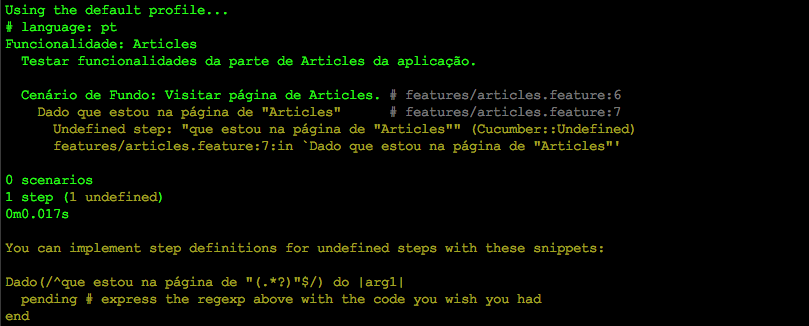 Using the default profile...
# language: pt
Funcionalidade: Articles
  Testar funcionalidades da parte de Articles da aplicação.

  Cenário de Fundo: Visitar página de Articles. # features/articles.feature:6
    Dado que estou na página de "Articles"      # features/articles.feature:7
      Undefined step: "que estou na página de "Articles"" (Cucumber::Undefined)
      features/articles.feature:7:in `Dado que estou na página de "Articles"'

0 scenarios
1 step (1 undefined)
0m0.017s

You can implement step definitions for undefined steps with these snippets:

Dado(/^que estou na página de "(.*?)"$/) do |arg1|
  pending # express the regexp above with the code you wish you had
end